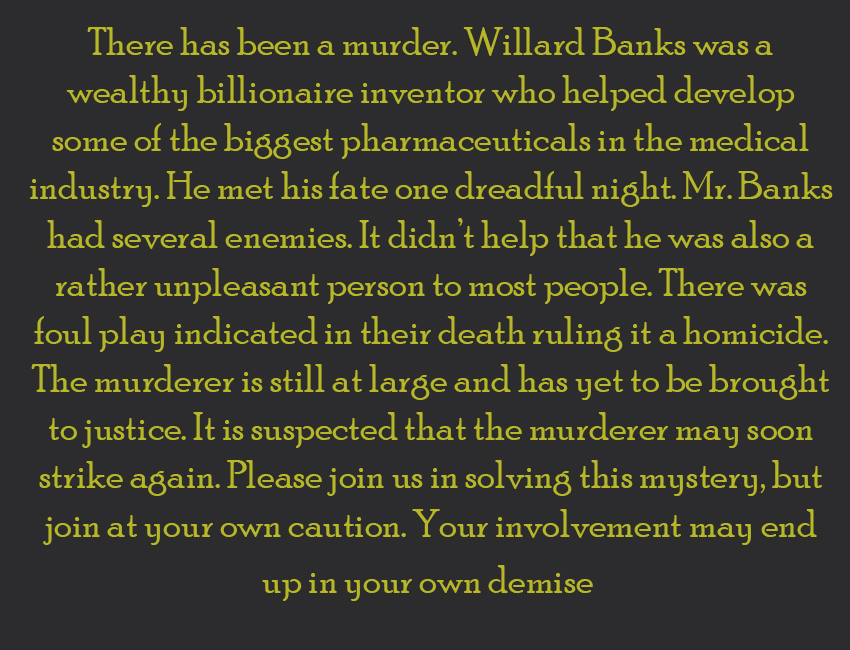 There has been a murder. Willard Banks was a
wealthy billionaire inventor who helped develop
some of the biggest pharmaceuticals in the medical
industry. He met his fate one dreadful night. Mr. Banks
had several enemies. It didn't help that he was also a
rather unpleasant person to most people. There was
foul play indicated in their death ruling it a homicide.
The murderer is still at large and has yet to be brought
to justice. It is suspected that the murderer may soon
strike again. Please join us in solving this mystery, but
join at your own caution. Your involvement may end
up in your own demise